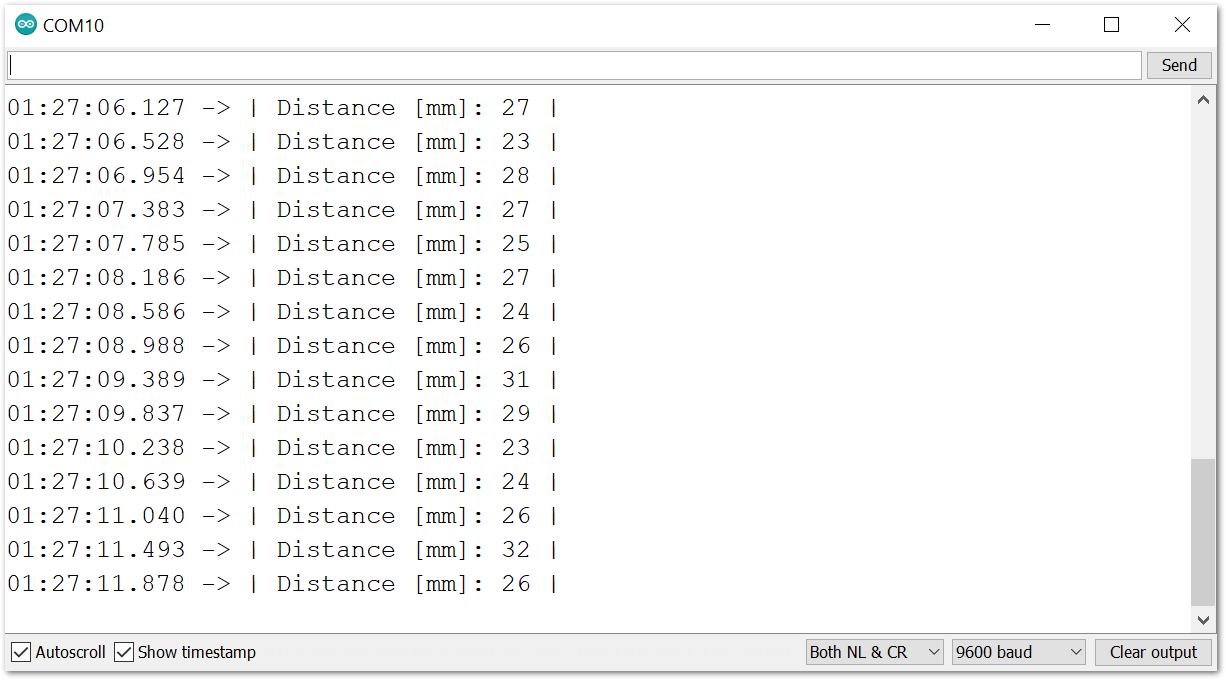 COM10
Send
01:27:06.127 -> | Distance [mm]: 27 |
01:27:06.528 -> | Distance [mm]: 23 |
01:27:06.954 -> | Distance [mm]: 28 |
01:27:07.383 -> | Distance [mm]: 27 |
01:27:07.785 -> | Distance [mm]: 25 |
01:27:08.186 -> | Distance [mm]: 27 |
01:27:08.586 -> | Distance [mm]: 24 |
01:27:08.988 -> | Distance [mm]: 26 |
01:27:09.389 -> | Distance [mm]: 31 |
01:27:09.837 -> | Distance [mm]: 29 |
01:27:10.238 -> | Distance [mm]: 23 |
01:27:10.639 -> | Distance [mm]: 24 |
01:27:11.040 -> | Distance [mm]: 26 |
01:27:11.493 -> | Distance [mm]: 32 |
01:27:11.878 -> | Distance [mm]: 26 |
Autoscroll Show timestamp Both NL & CR 9600 baud Clear output